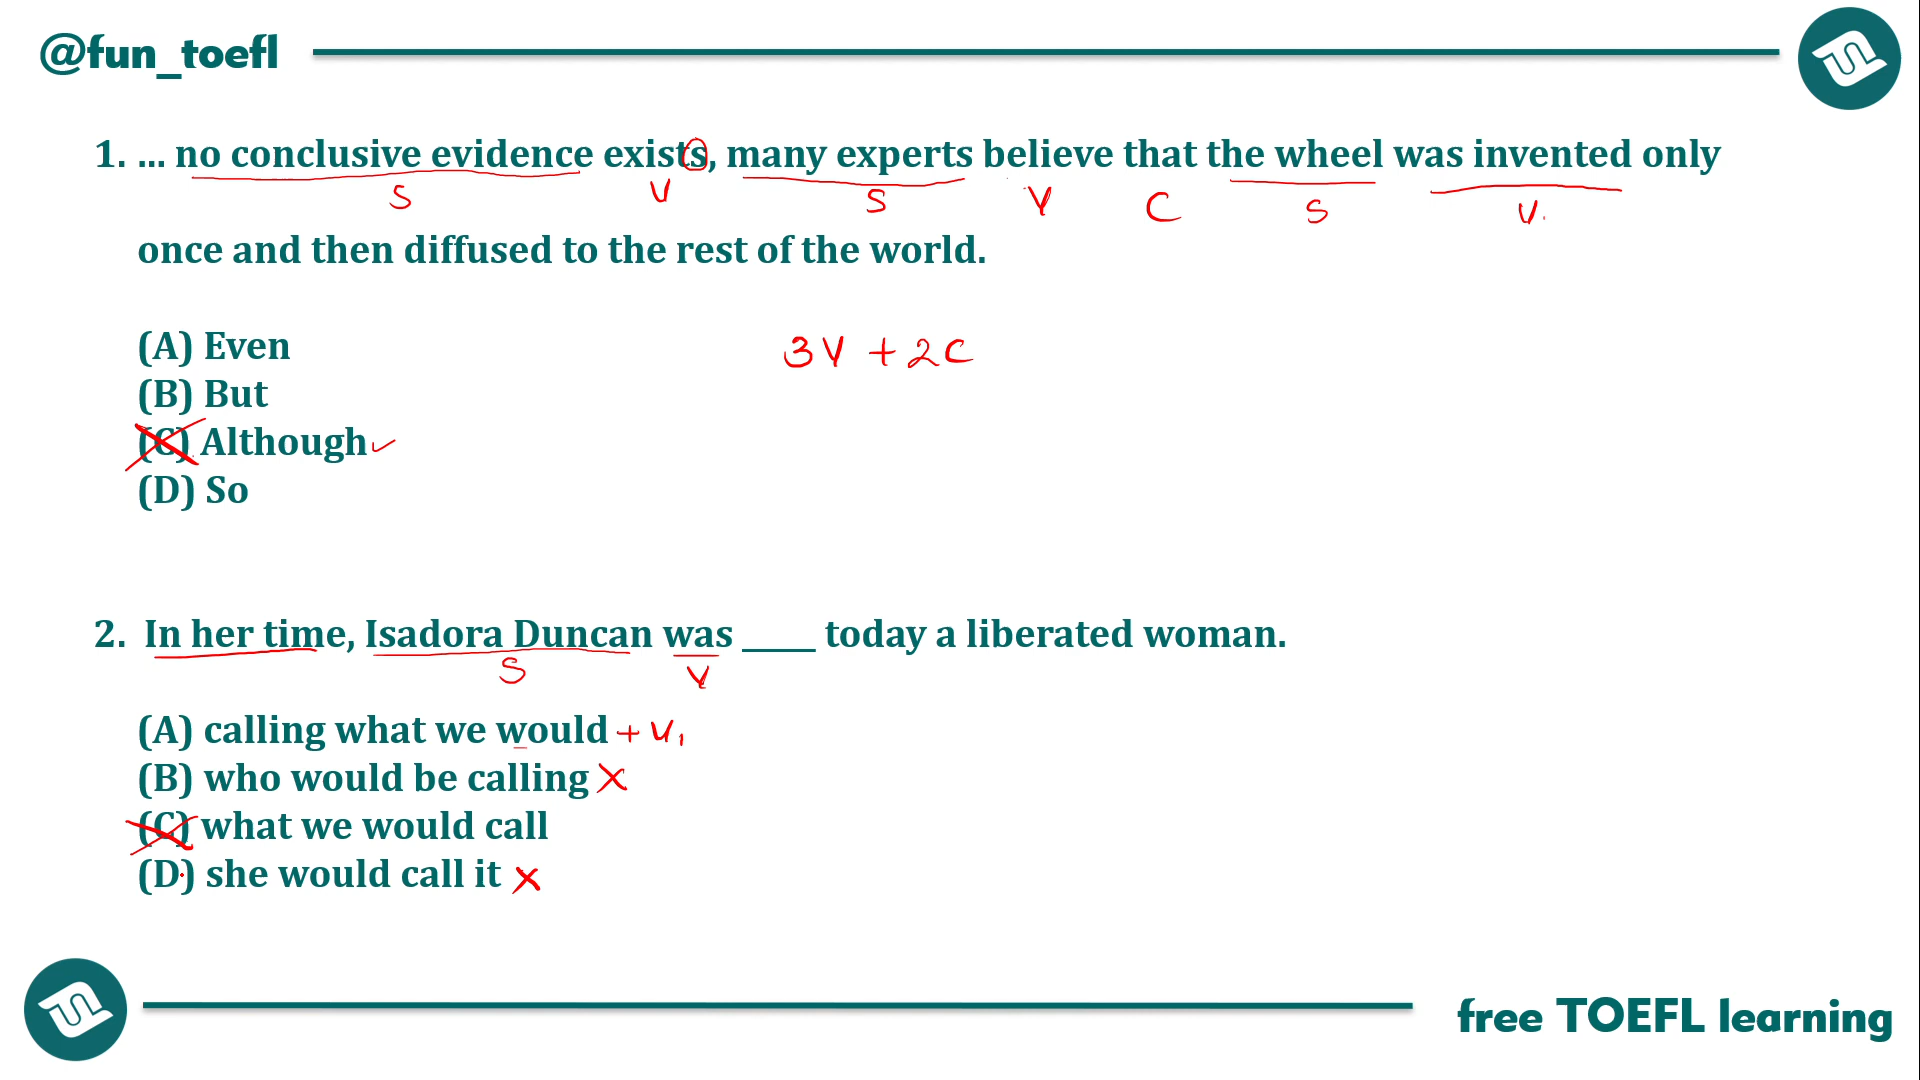 @fun_toefl
1. ... no conclusive evidence exists, many experts believe that the wheel was invented only
S V S V C S V.
once and then diffused to the rest of the world.
(A) Even
3V + 2C
(B) But
(C) Although
(D) So
2. In her time, Isadora Duncan was ____ today a liberated woman.
S V
(A) calling what we would + V1
(B) who would be calling X
(C) what we would call
(D) she would call it X
free TOEFL learning